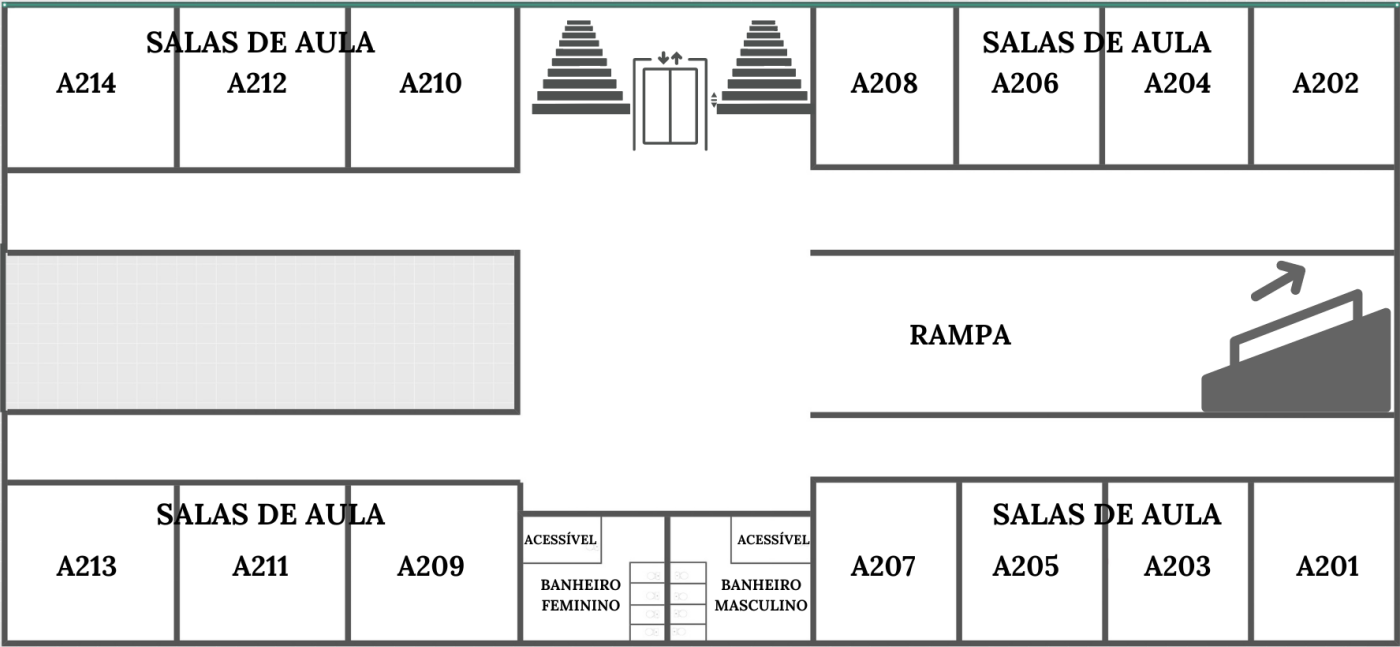 SALAS DE AULA
A214
A212
A210
SALAS DE AULA
A208
A206
A204
A202
RAMPA
SALAS DE AULA
A213
A211
A209
ACESSÍVEL
BANHEIRO
FEMININO
ACESSÍVEL
BANHEIRO
MASCULINO
SALAS DE AULA
A207
A205
A203
A201